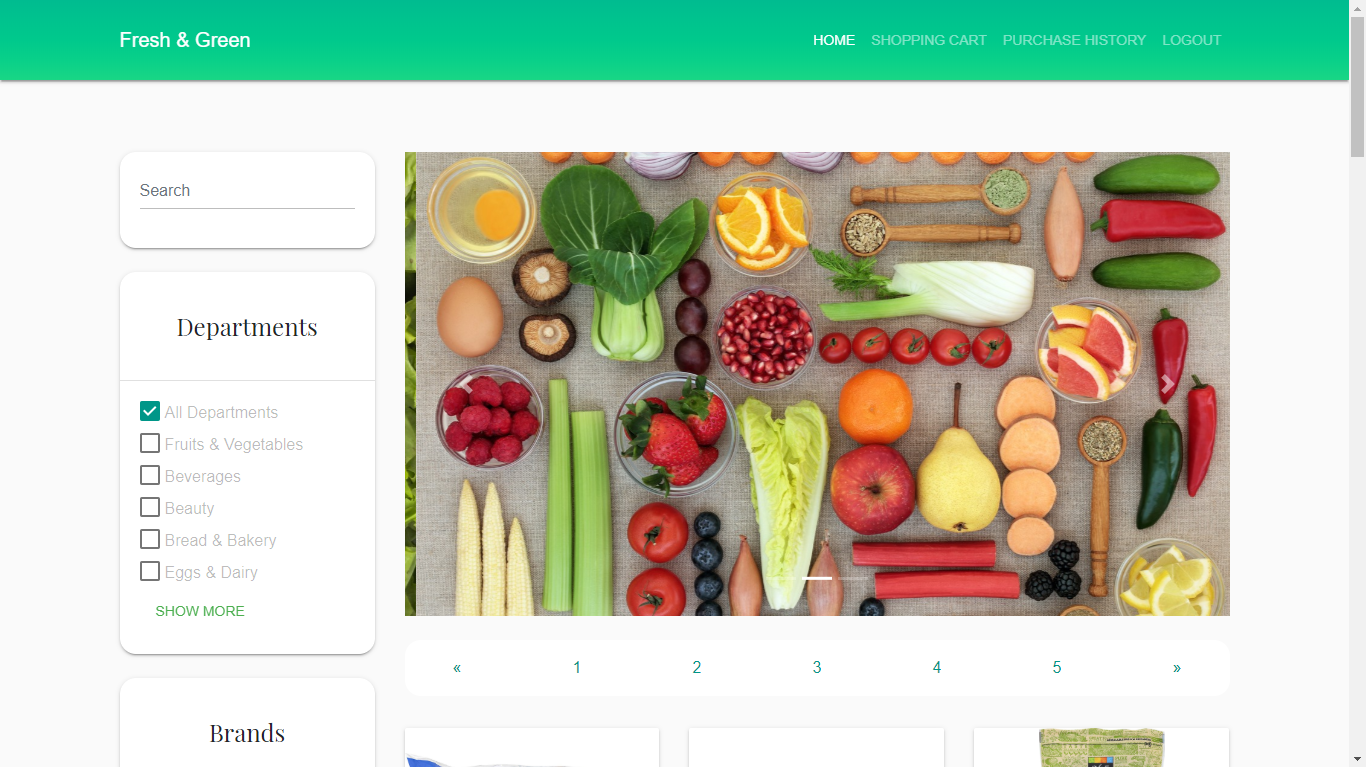 Fresh & Green
HOME SHOPPING CART PURCHASE HISTORY LOGOUT
Search
Departments
All Departments
Fruits & Vegetables
Beverages
Beauty
Bread & Bakery
Eggs & Dairy
SHOW MORE
« 1 2 3 4 5 »
Brands